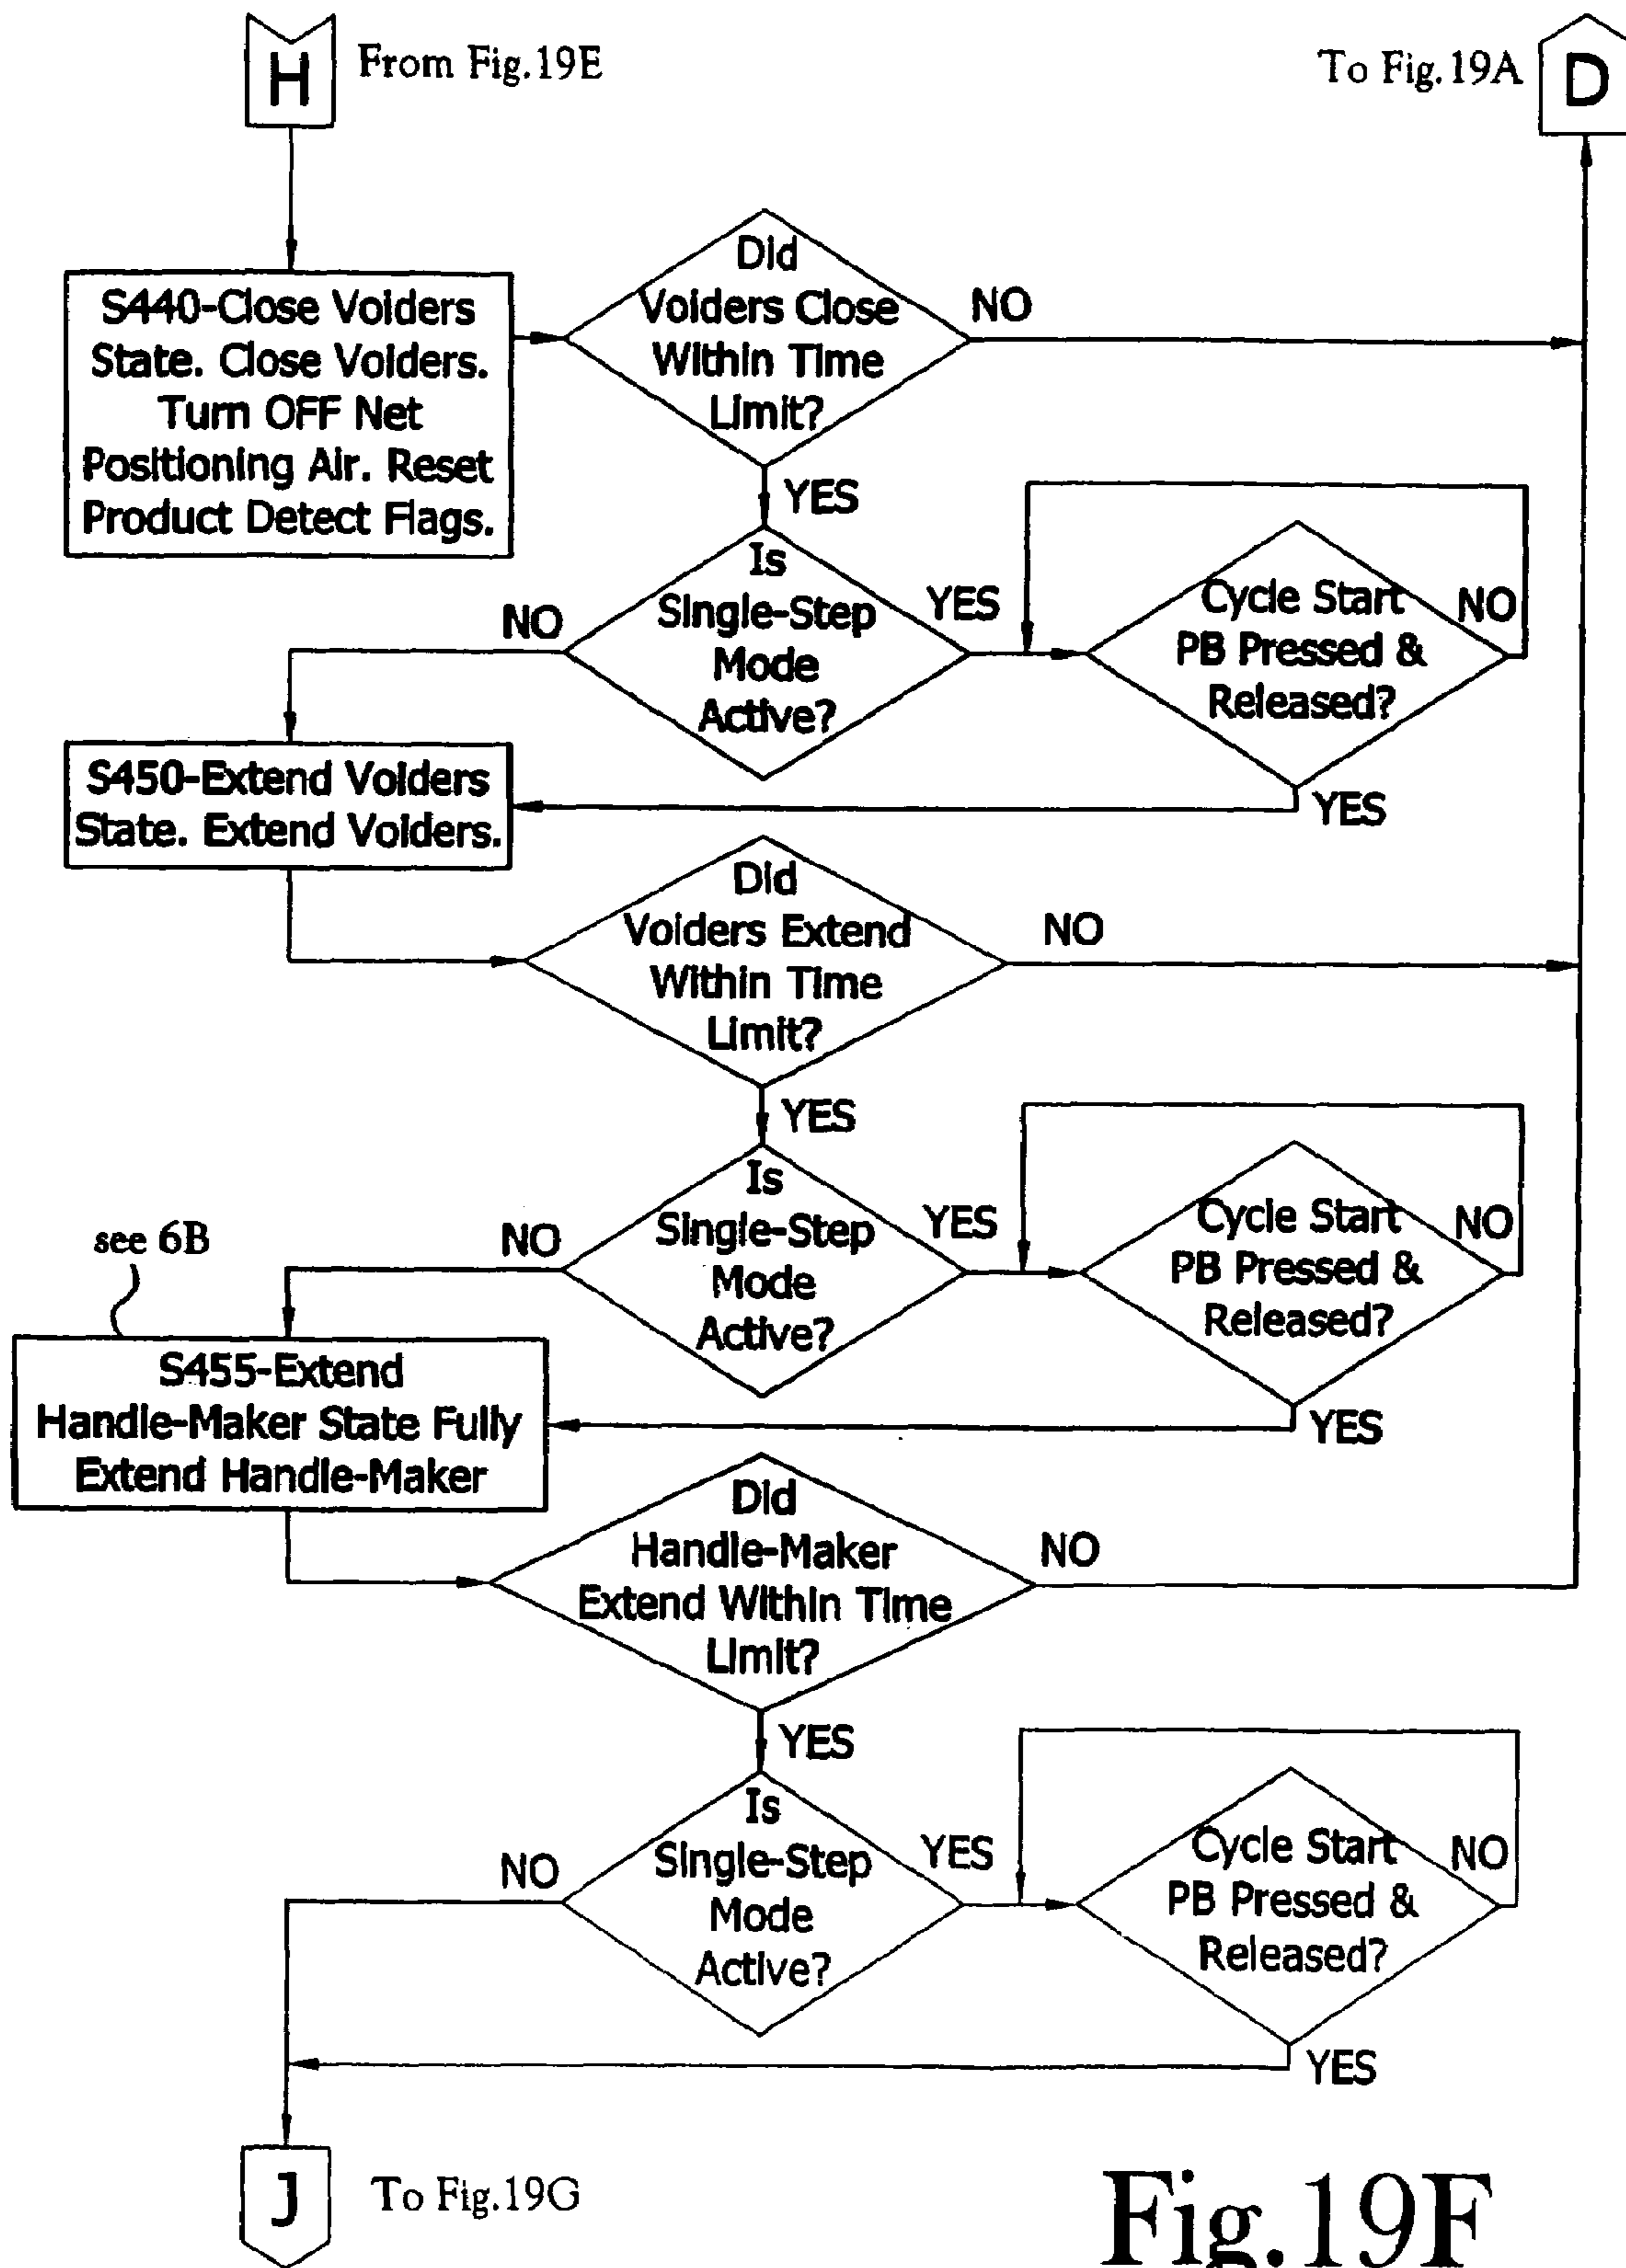 H
From Fig.19E
To Fig.19A
D
S440-Close Voiders
State. Close Voiders.
Turn OFF Net
Positioning Air. Reset
Product Detect Flags.
Did
Voiders Close
Within Time
Limit?
NO
YES
Is
Single-Step
Mode
Active?
NO
YES
Cycle Start
PB Pressed &
Released?
NO
YES
S450-Extend Voiders
State. Extend Voiders.
Did
Voiders Extend
Within Time
Limit?
NO
YES
Is
Single-Step
Mode
Active?
NO
YES
Cycle Start
PB Pressed &
Released?
NO
YES
see 6B
S455-Extend
Handle-Maker State Fully
Extend Handle-Maker
Did
Handle-Maker
Extend Within Time
Limit?
NO
YES
Is
Single-Step
Mode
Active?
NO
YES
Cycle Start
PB Pressed &
Released?
NO
YES
J
To Fig.19G
Fig.19F